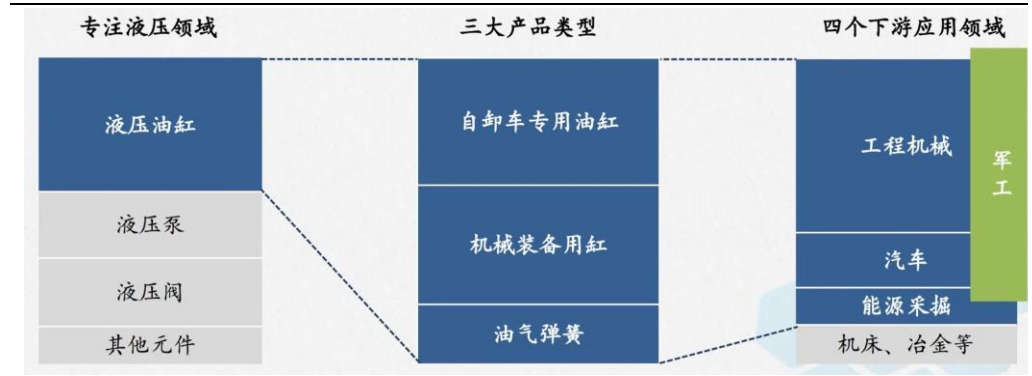 专注液压领域
三大产品类型
四个下游应用领域
液压油缸
液压泵
液压阀
其他元件
自卸车专用油缸
机械装备用缸
油气弹簧
工程机械
汽车
能源采掘
机床、冶金等
军工